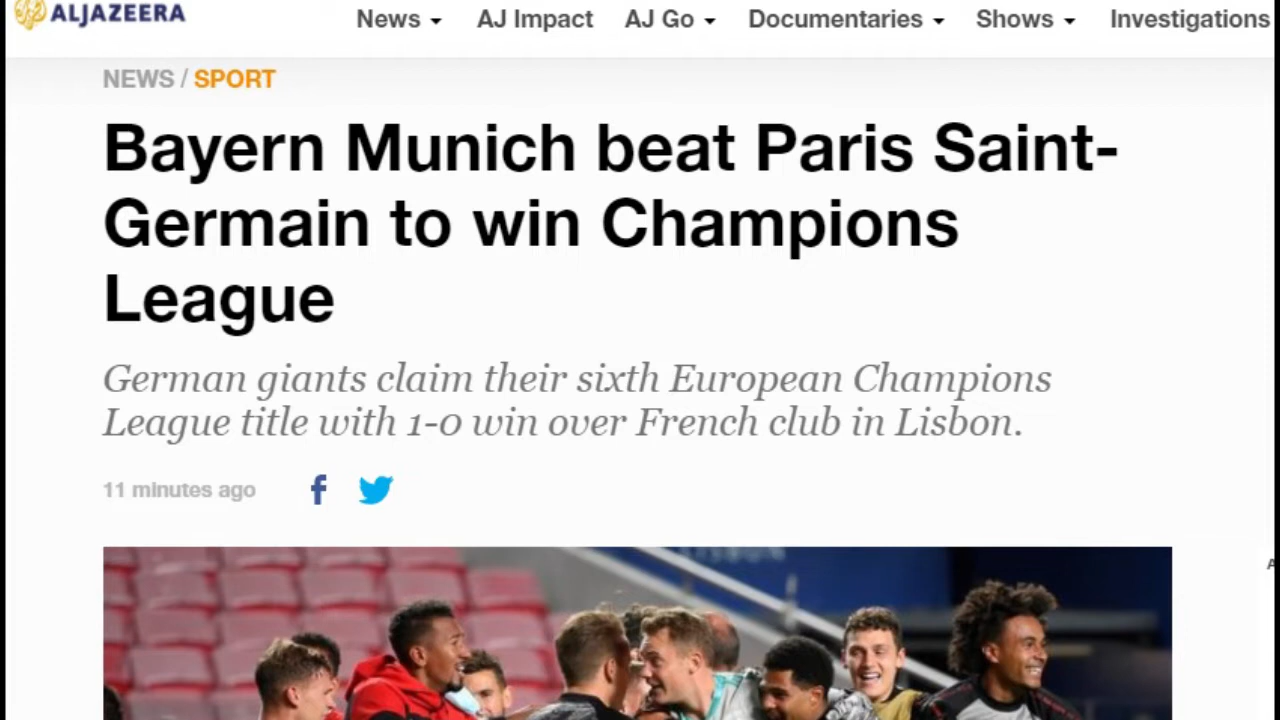 ALJAZEERA
News AJ Impact AJ Go Documentaries Shows Investigations
NEWS / SPORT
Bayern Munich beat Paris Saint-
Germain to win Champions
League
German giants claim their sixth European Champions
League title with 1-0 win over French club in Lisbon.
11 minutes ago
LISBON